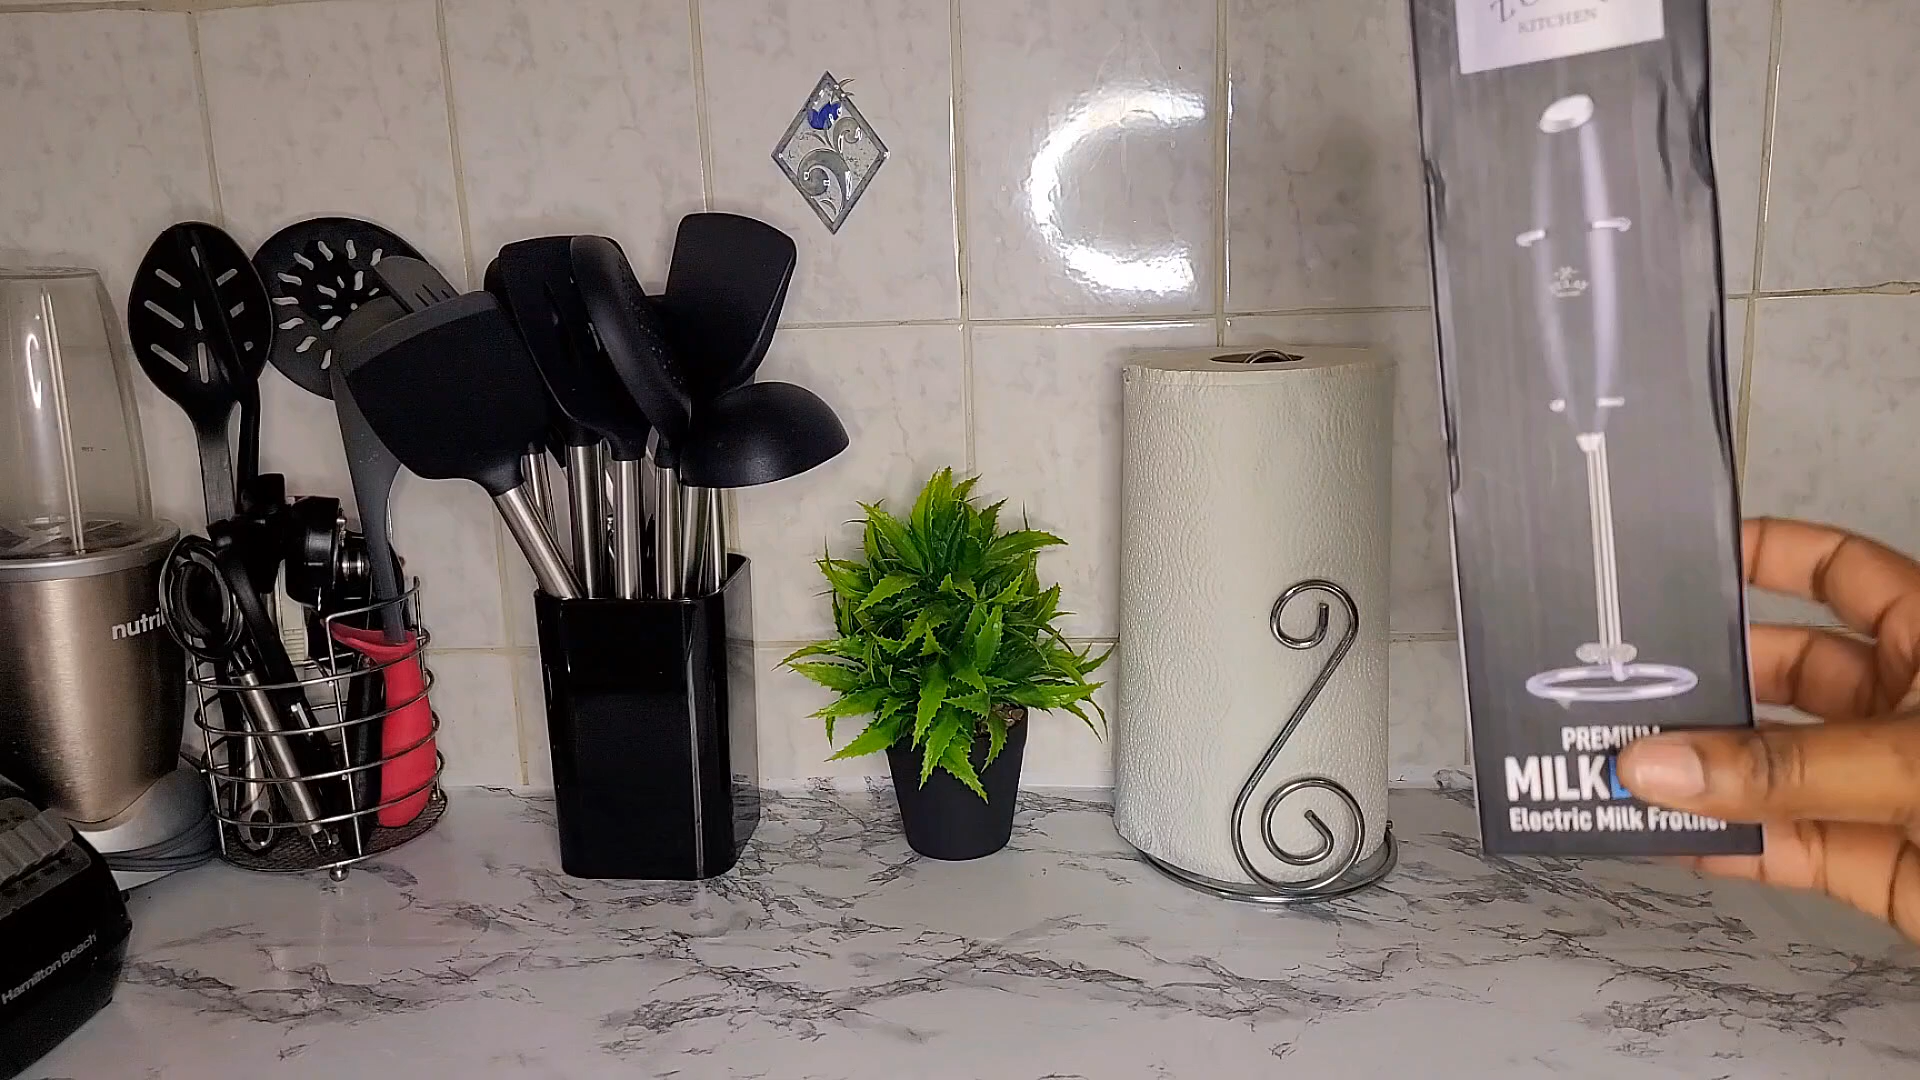 KITCHEN
PREMIUM
MILK
Electric Milk Frother
nutri
Hamilton Beach